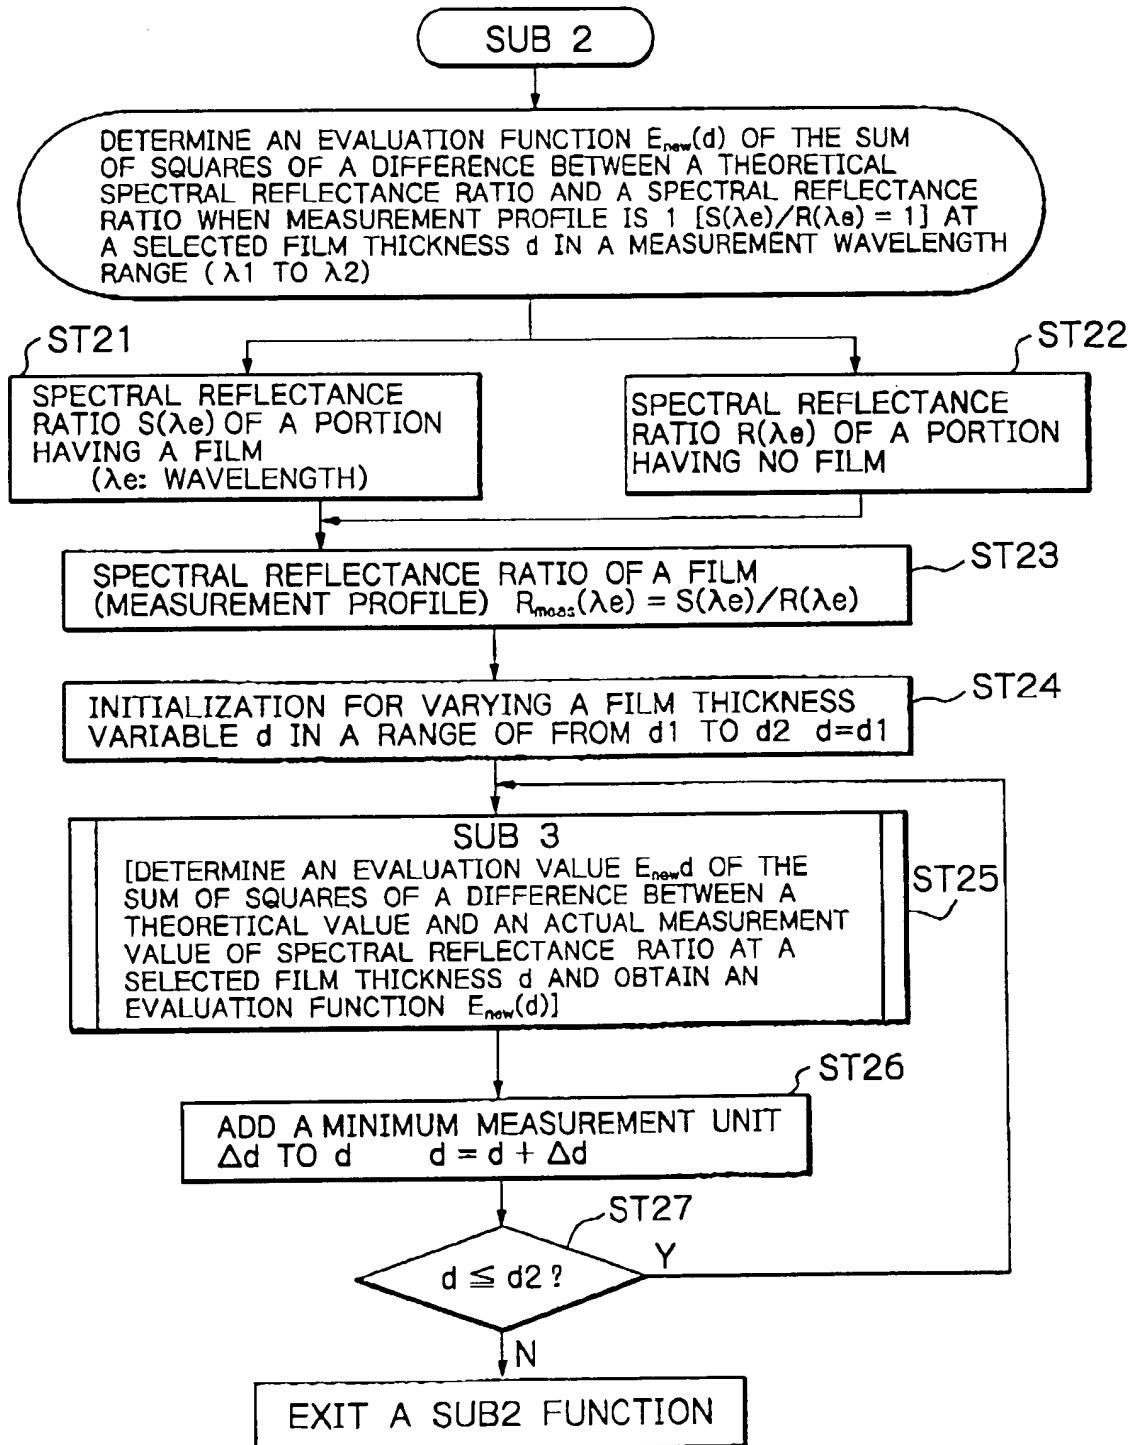 SUB 2
DETERMINE AN EVALUATION FUNCTION Enew(d) OF THE SUM
OF SQUARES OF A DIFFERENCE BETWEEN A THEORETICAL
SPECTRAL REFLECTANCE RATIO AND A SPECTRAL REFLECTANCE
RATIO WHEN MEASUREMENT PROFILE IS 1 [S(λe)/R(λe) = 1] AT
A SELECTED FILM THICKNESS d IN A MEASUREMENT WAVELENGTH
RANGE (λ1 TO λ2)
ST21
SPECTRAL REFLECTANCE
RATIO S(λe) OF A PORTION
HAVING A FILM
(λe: WAVELENGTH)
ST22
SPECTRAL REFLECTANCE
RATIO R(λe) OF A PORTION
HAVING NO FILM
ST23
SPECTRAL REFLECTANCE RATIO OF A FILM
(MEASUREMENT PROFILE) Rmeas(λe) = S(λe)/R(λe)
ST24
INITIALIZATION FOR VARYING A FILM THICKNESS
VARIABLE d IN A RANGE OF FROM d1 TO d2 d=d1
SUB 3
[DETERMINE AN EVALUATION VALUE Enewd OF THE
SUM OF SQUARES OF A DIFFERENCE BETWEEN A
THEORETICAL VALUE AND AN ACTUAL MEASUREMENT
VALUE OF SPECTRAL REFLECTANCE RATIO AT A
SELECTED FILM THICKNESS d AND OBTAIN AN
EVALUATION FUNCTION Enew(d)]
ST25
ST26
ADD A MINIMUM MEASUREMENT UNIT
Δd TO d d = d + Δd
ST27
d ≦ d2 ?
Y
N
EXIT A SUB2 FUNCTION